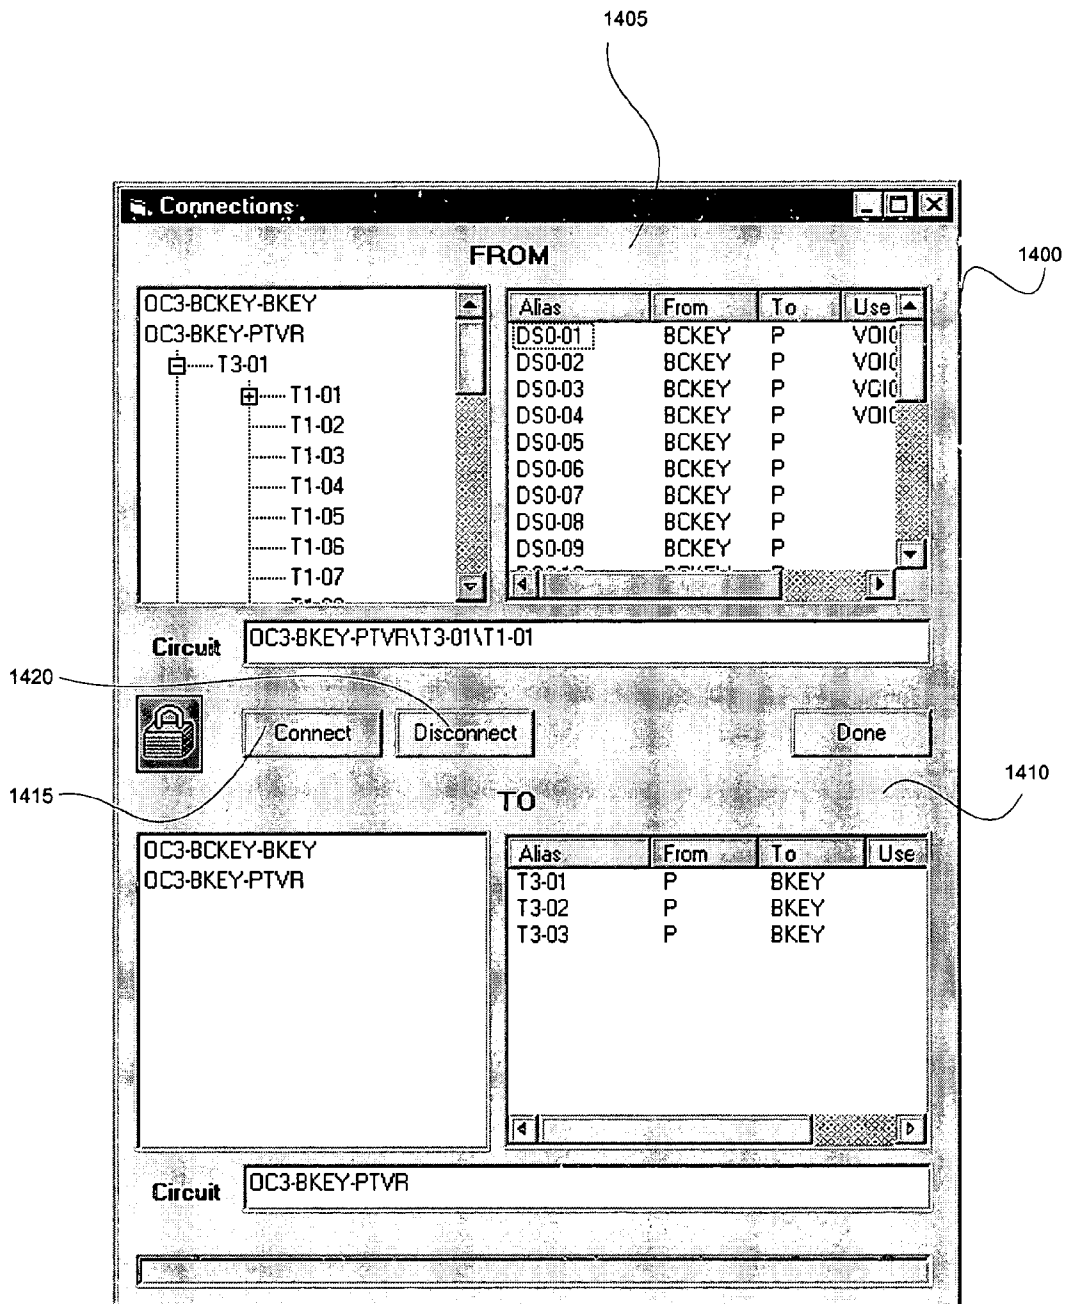 1405
Connections
FROM
1400
OC3-BCKEY-BKEY
OC3-BKEY-PTVR
T3-01
T1-01
T1-02
T1-03
T1-04
T1-05
T1-06
T1-07
Alias From To Use
DS0-01 BCKEY P
DS0-02 BCKEY P
DS0-03 BCKEY P
DS0-04 BCKEY P
DS0-05 BCKEY P
DS0-06 BCKEY P
DS0-07 BCKEY P
DS0-08 BCKEY P
DS0-09 BCKEY P
Circuit OC3-BKEY-PTVR\T3-01\T1-01
1420
Connect Disconnect Done
1415
1410
TO
OC3-BCKEY-BKEY
OC3-BKEY-PTVR
Alias From To Use
T3-01 P BKEY
T3-02 P BKEY
T3-03 P BKEY
Circuit OC3-BKEY-PTVR